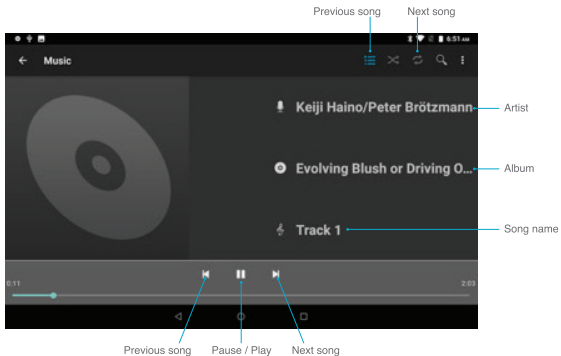 Previous song Next song
6:51 AM
Music
Keiji Haino/Peter Brötzmann Artist
Evolving Blush or Driving O... Album
Track 1 Song name
0:11 2:03
Previous song Pause / Play Next song